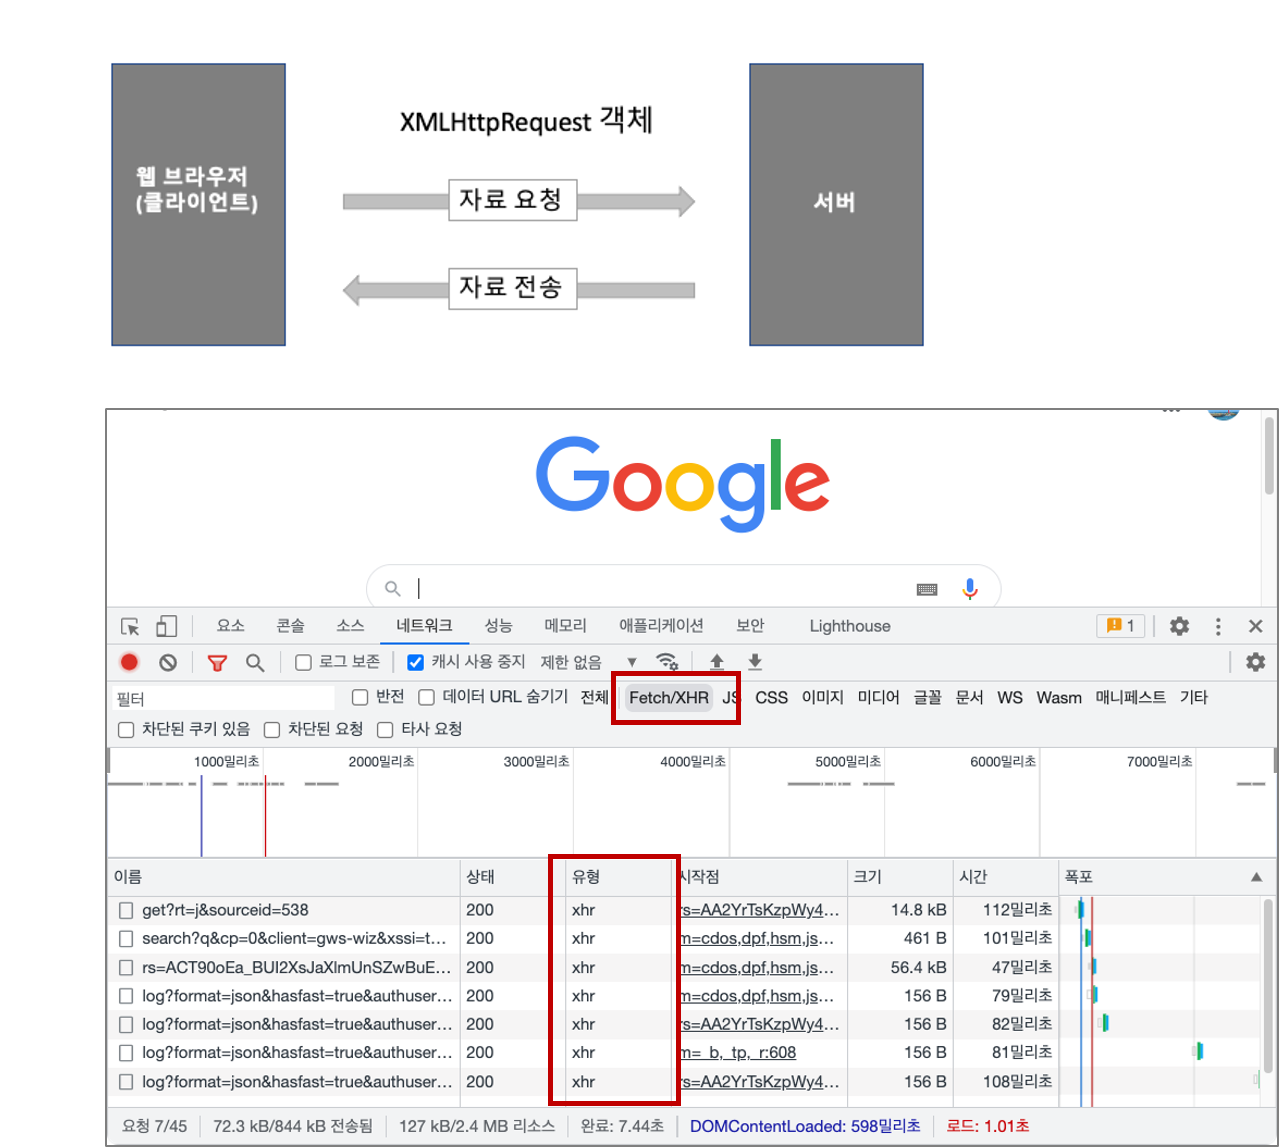 XMLHttpRequest 객체
웹 브라우저
(클라이언트)
자료 요청
서버
자료 전송
Google
요소 콘솔 소스 네트워크 성능 메모리 애플리케이션 보안 Lighthouse 1
로그 보존 캐시 사용 중지 제한 없음
필터 반전 데이터 URL 숨기기 전체 Fetch/XHR JS CSS 이미지 미디어 글꼴 문서 WS Wasm 매니페스트 기타
차단된 쿠키 있음 차단된 요청 타사 요청
1000밀리초 2000밀리초 3000밀리초 4000밀리초 5000밀리초 6000밀리초 7000밀리초
이름 상태 유형 시작점 크기 시간 폭포
get?rt=j&sourceid=538 200 xhr rs=AA2YrTsKzpWy4... 14.8 kB 112밀리초
search?q&cp=0&client=gws-wiz&xssi=t... 200 xhr m=cdos,dpf,hsm,js... 461 B 101밀리초
rs=ACT90oEa_BUI2XsJaXlmUnSZwBuE... 200 xhr m=cdos,dpf,hsm,js... 56.4 kB 47밀리초
log?format=json&hasfast=true&authuser... 200 xhr m=cdos,dpf,hsm,js... 156 B 79밀리초
log?format=json&hasfast=true&authuser... 200 xhr rs=AA2YrTsKzpWy4... 156 B 82밀리초
log?format=json&hasfast=true&authuser... 200 xhr m=_b,_tp,_r:608 156 B 81밀리초
log?format=json&hasfast=true&authuser... 200 xhr rs=AA2YrTsKzpWy4... 156 B 108밀리초
요청 7/45 72.3 kB/844 kB 전송됨 127 kB/2.4 MB 리소스 완료: 7.44초 DOMContentLoaded: 598밀리초 로드: 1.01초